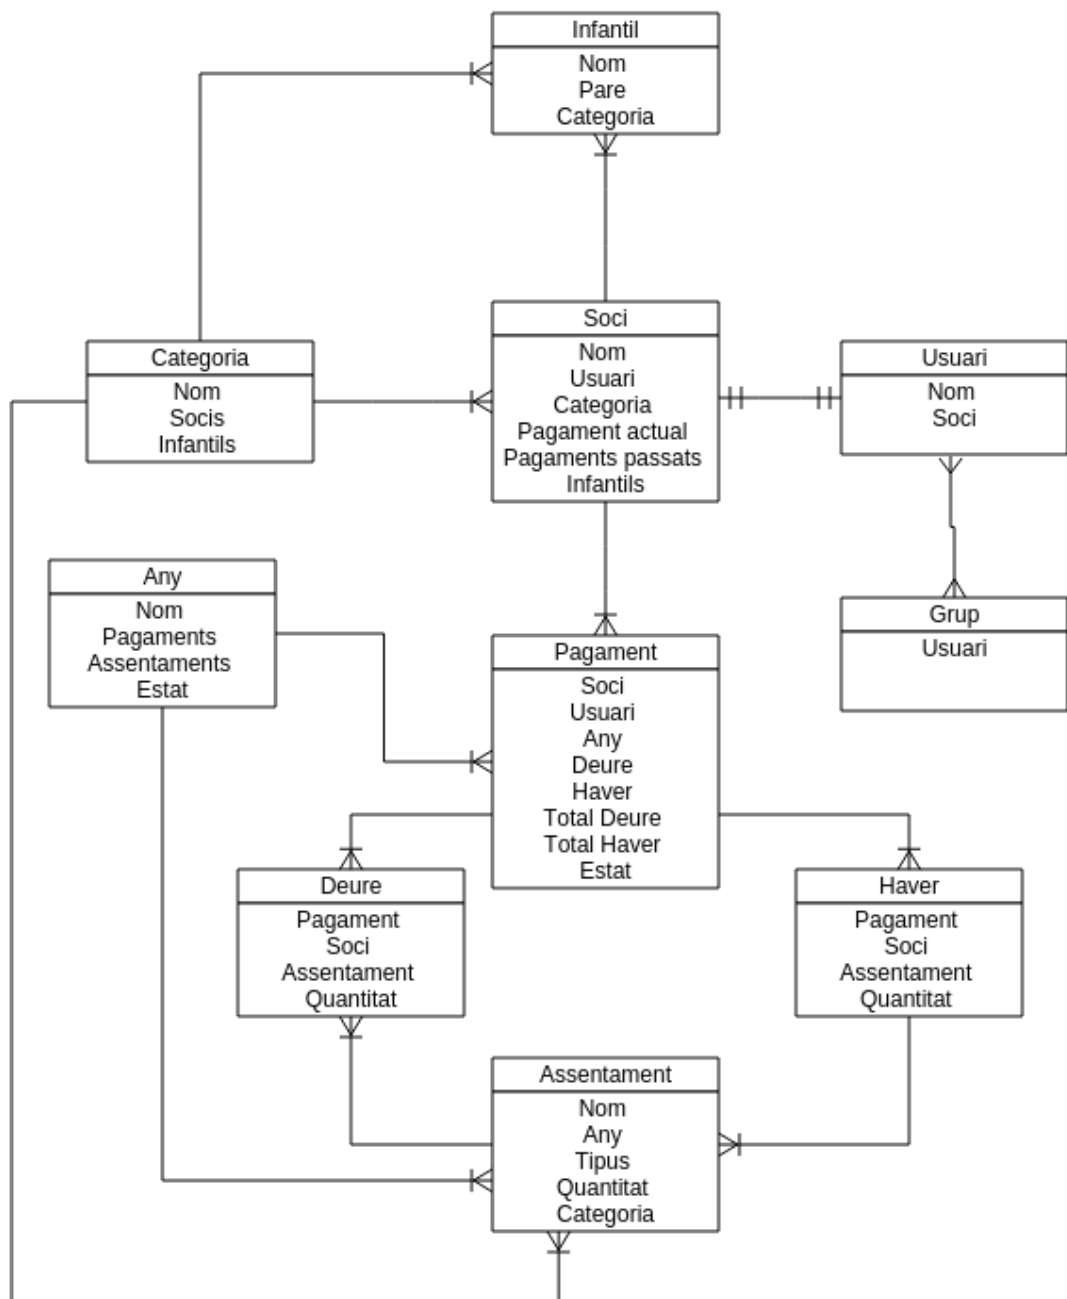 Infantil
Nom
Pare
Categoria
Soci
Nom
Usuari
Categoria
Pagament actual
Pagaments passats
Infantils
Categoria
Nom
Socis
Infantils
Usuari
Nom
Soci
Any
Nom
Pagaments
Assentaments
Estat
Grup
Usuari
Pagament
Soci
Usuari
Any
Deure
Haver
Total Deure
Total Haver
Estat
Deure
Pagament
Soci
Assentament
Quantitat
Haver
Pagament
Soci
Assentament
Quantitat
Assentament
Nom
Any
Tipus
Quantitat
Categoria